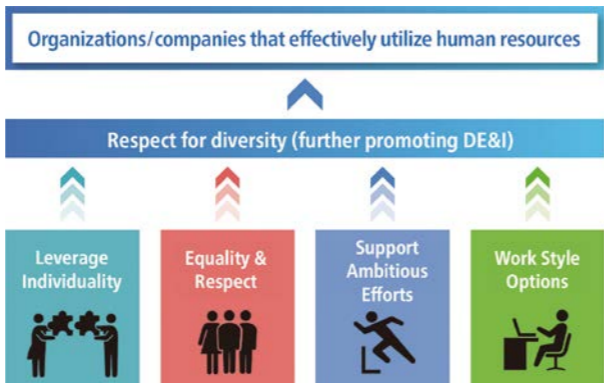 Organizations/companies that effectively utilize human resources
Respect for diversity (further promoting DE&I)
Leverage
Individuality
Equality &
Respect
Support
Ambitious
Efforts
Work Style
Options